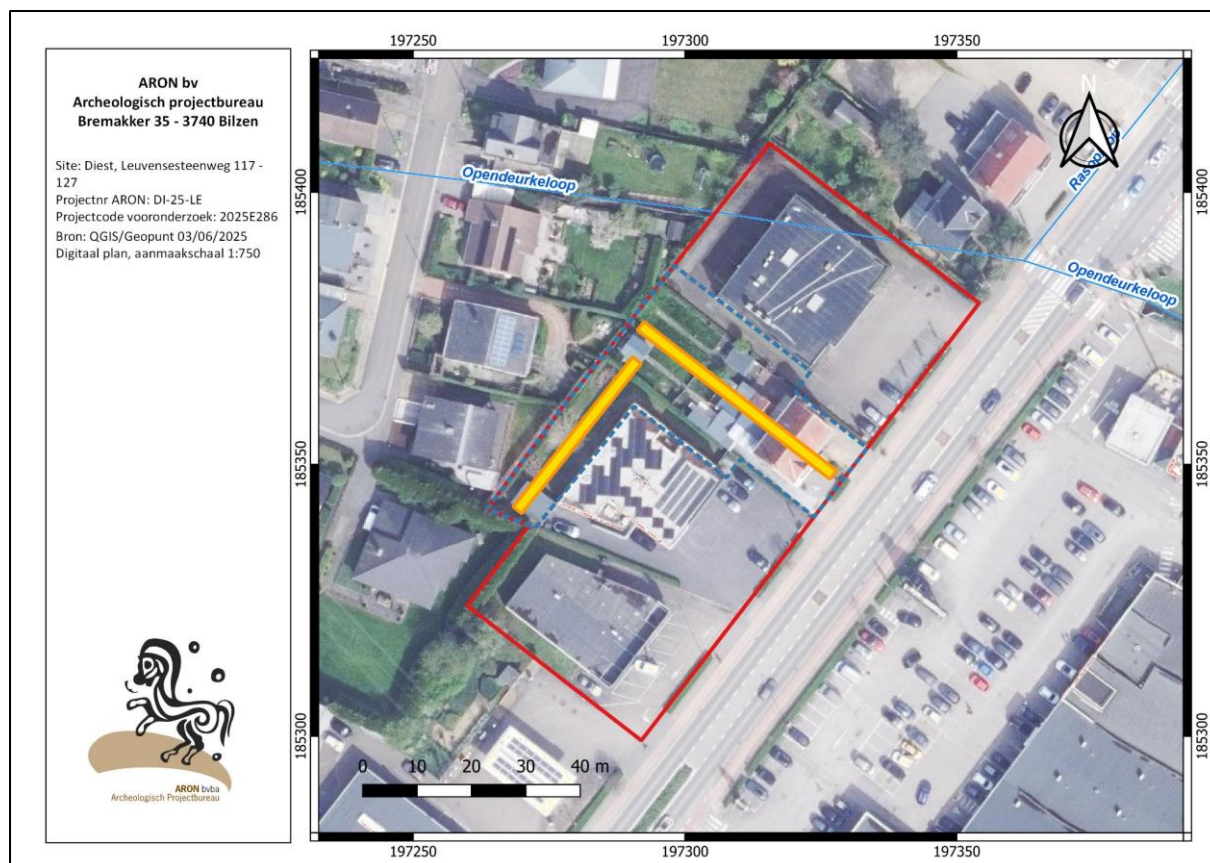 ARON bv
Archeologisch projectbureau
Bremakker 35 - 3740 Bilzen
Site: Diest, Leuvensesteenweg 117 -
127
Projectnr ARON: DI-25-LE
Projectcode vooronderzoek: 2025E286
Bron: QGIS/Geopunt 03/06/2025
Digitaal plan, aanmaakschaal 1:750
ARON bvba
Archeologisch Projectbureau
197250 197300 197350
185400 185400
185350 185350
185300 185300
N
Opendeurkeloop
Opendeurkeloop
0 10 20 30 40 m
197250 197300 197350